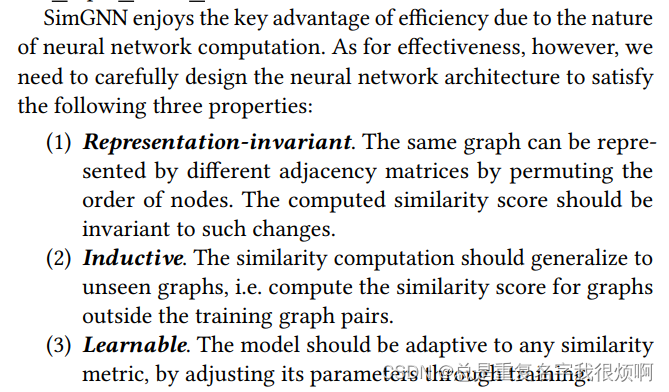 SimGNN enjoys the key advantage of efficiency due to the nature
of neural network computation. As for effectiveness, however, we
need to carefully design the neural network architecture to satisfy
the following three properties:
(1) Representation-invariant. The same graph can be repre-
sented by different adjacency matrices by permuting the
order of nodes. The computed similarity score should be
invariant to such changes.
(2) Inductive. The similarity computation should generalize to
unseen graphs, i.e. compute the similarity score for graphs
outside the training graph pairs.
(3) Learnable. The model should be adaptive to any similarity
metric, by adjusting its parameters through training.
CSDN @总是重复名字我很烦啊